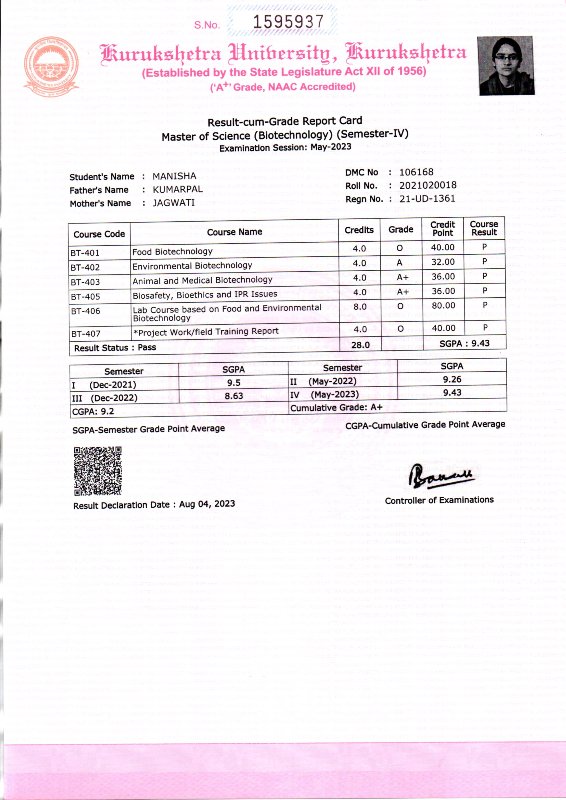 S.No. 1595937
Kurukshetra University, Kurukshetra
(Established by the State Legislature Act XII of 1956)
('A+' Grade, NAAC Accredited)
Result-cum-Grade Report Card
Master of Science (Biotechnology) (Semester-IV)
Examination Session: May-2023
Student's Name : MANISHA
Father's Name : KUMARPAL
Mother's Name : JAGWATI
DMC No : 106168
Roll No. : 2021020018
Regn No. : 21-UD-1361
Course Code Course Name Credits Grade Credit Point Course Result
BT-401 Food Biotechnology 4.0 O 40.00 P
BT-402 Environmental Biotechnology 4.0 A 32.00 P
BT-403 Animal and Medical Biotechnology 4.0 A+ 36.00 P
BT-405 Biosafety, Bioethics and IPR Issues 4.0 A+ 36.00 P
BT-406 Lab Course based on Food and Environmental 8.0 O 80.00 P
Biotechnology
BT-407 *Project Work/field Training Report 4.0 O 40.00 P
Result Status : Pass 28.0 SGPA : 9.43
Semester SGPA Semester SGPA
I (Dec-2021) 9.5 II (May-2022) 9.26
III (Dec-2022) 8.63 IV (May-2023) 9.43
CGPA: 9.2 Cumulative Grade: A+
SGPA-Semester Grade Point Average CGPA-Cumulative Grade Point Average
Result Declaration Date : Aug 04, 2023
Controller of Examinations